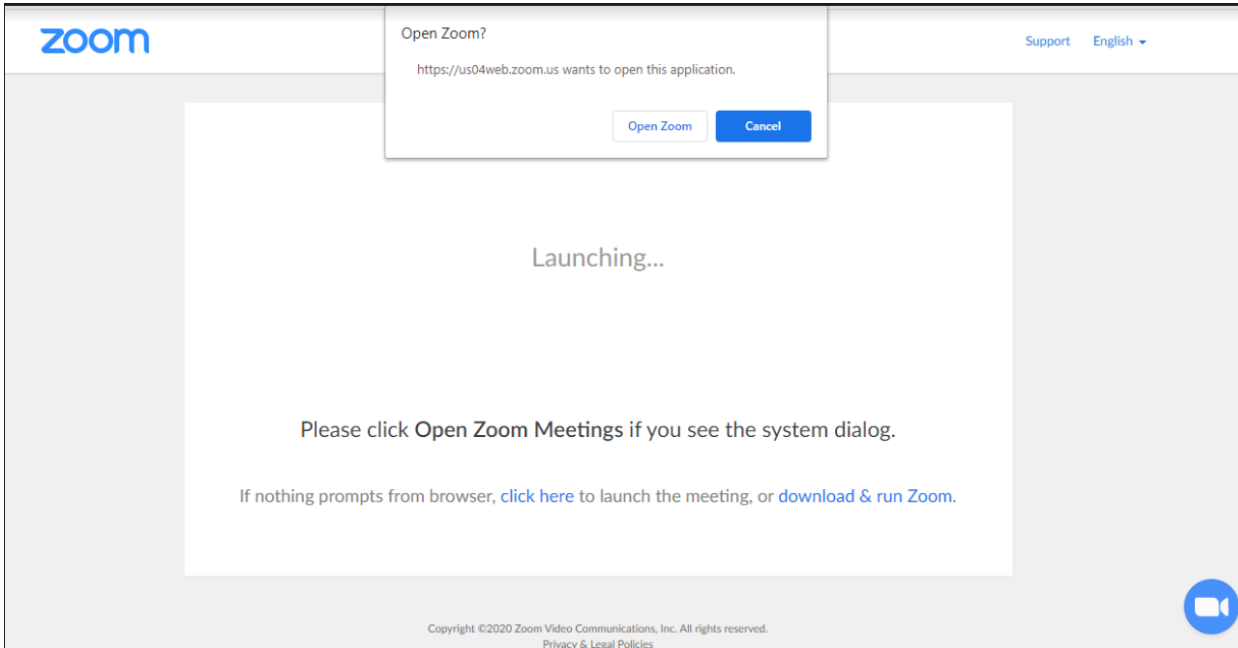 zoom
Open Zoom?
https://us04web.zoom.us wants to open this application.
Open Zoom Cancel
Support English
Launching...
Please click Open Zoom Meetings if you see the system dialog.
If nothing prompts from browser, click here to launch the meeting, or download & run Zoom.
Copyright ©2020 Zoom Video Communications, Inc. All rights reserved.
Privacy & Legal Policies